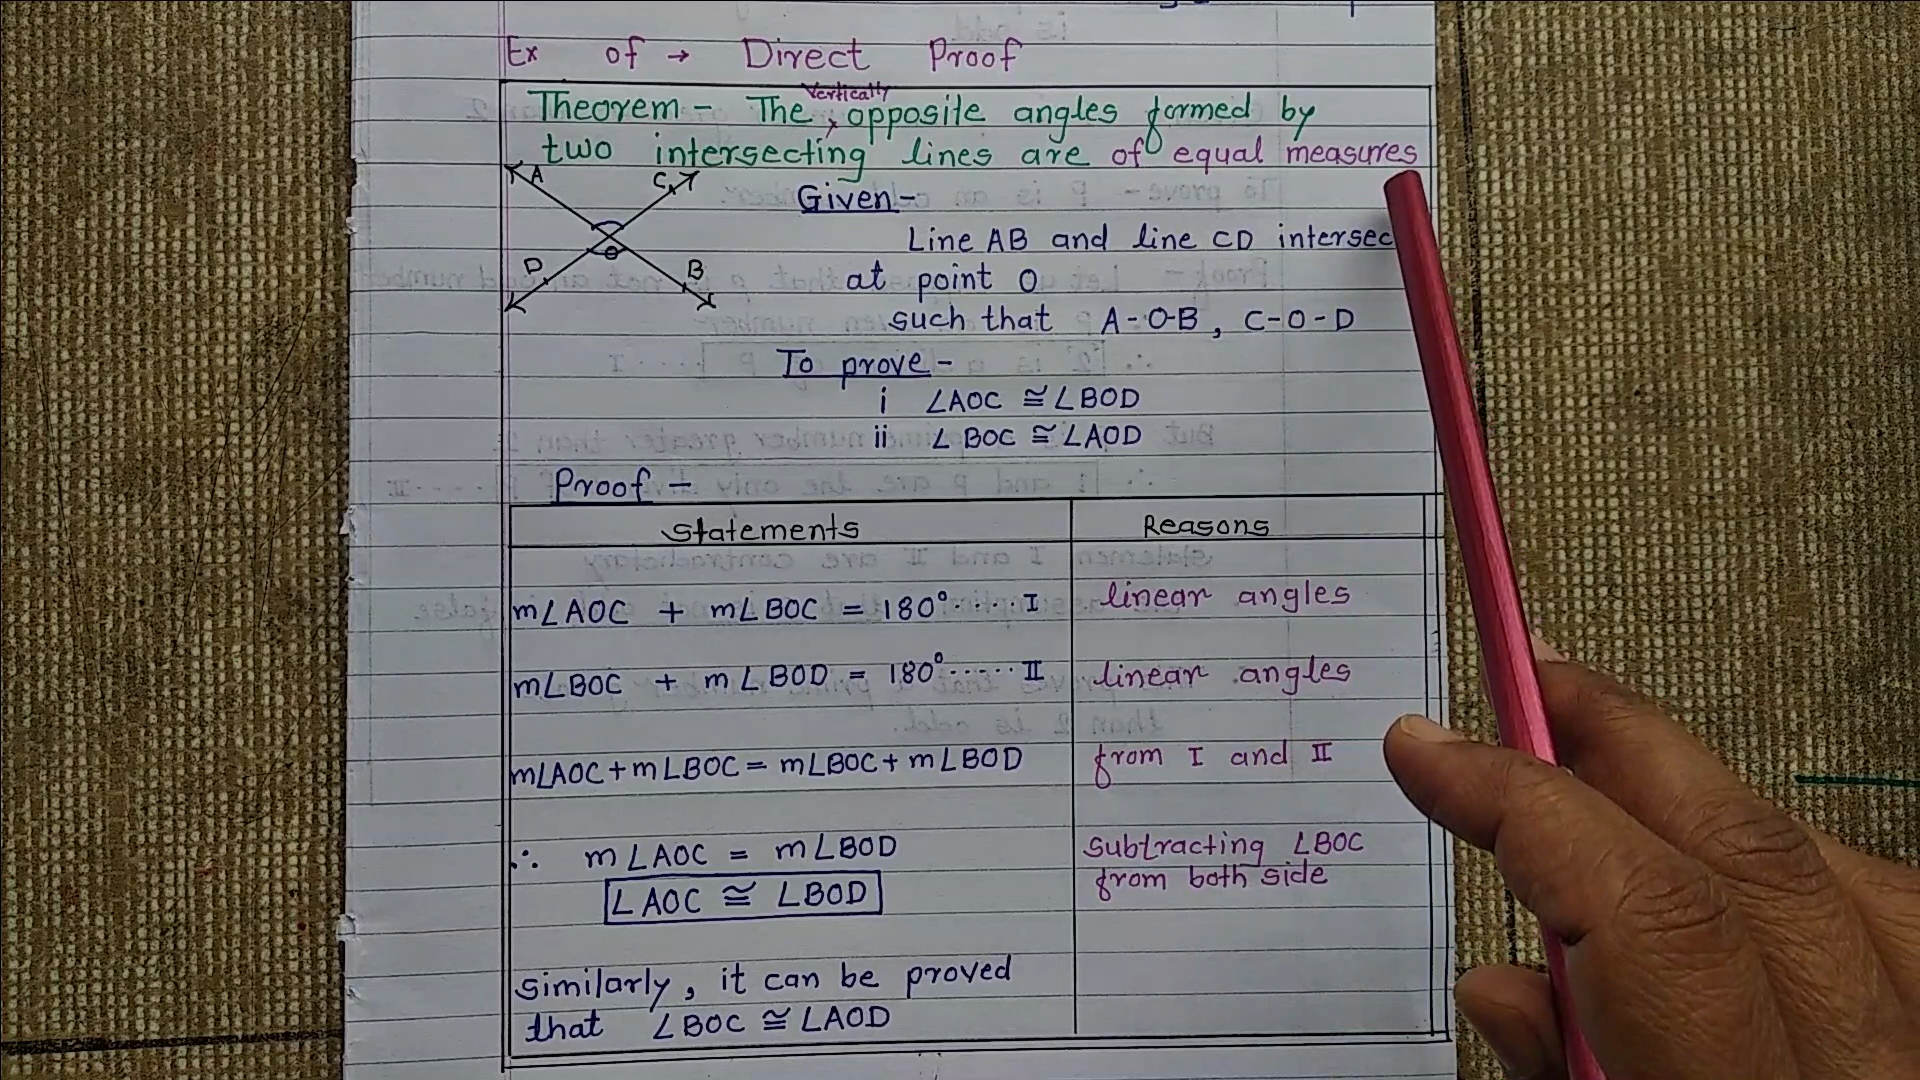 Ex of → Direct Proof
Theorem - The vertically opposite angles formed by
two intersecting lines are of equal measures
A C
D B
O
Given-
Line AB and line CD intersec
at point O
such that A-O-B, C-O-D
To prove -
i ∠AOC ≅ ∠BOD
ii ∠BOC ≅ ∠AOD
Proof -
Statements Reasons
m∠AOC + m∠BOC = 180° ..... I linear angles
m∠BOC + m∠BOD = 180° ..... II linear angles
m∠AOC + m∠BOC = m∠BOC + m∠BOD from I and II
∴ m∠AOC = m∠BOD Subtracting ∠BOC
∠AOC ≅ ∠BOD from both side
similarly, it can be proved
that ∠BOC ≅ ∠AOD